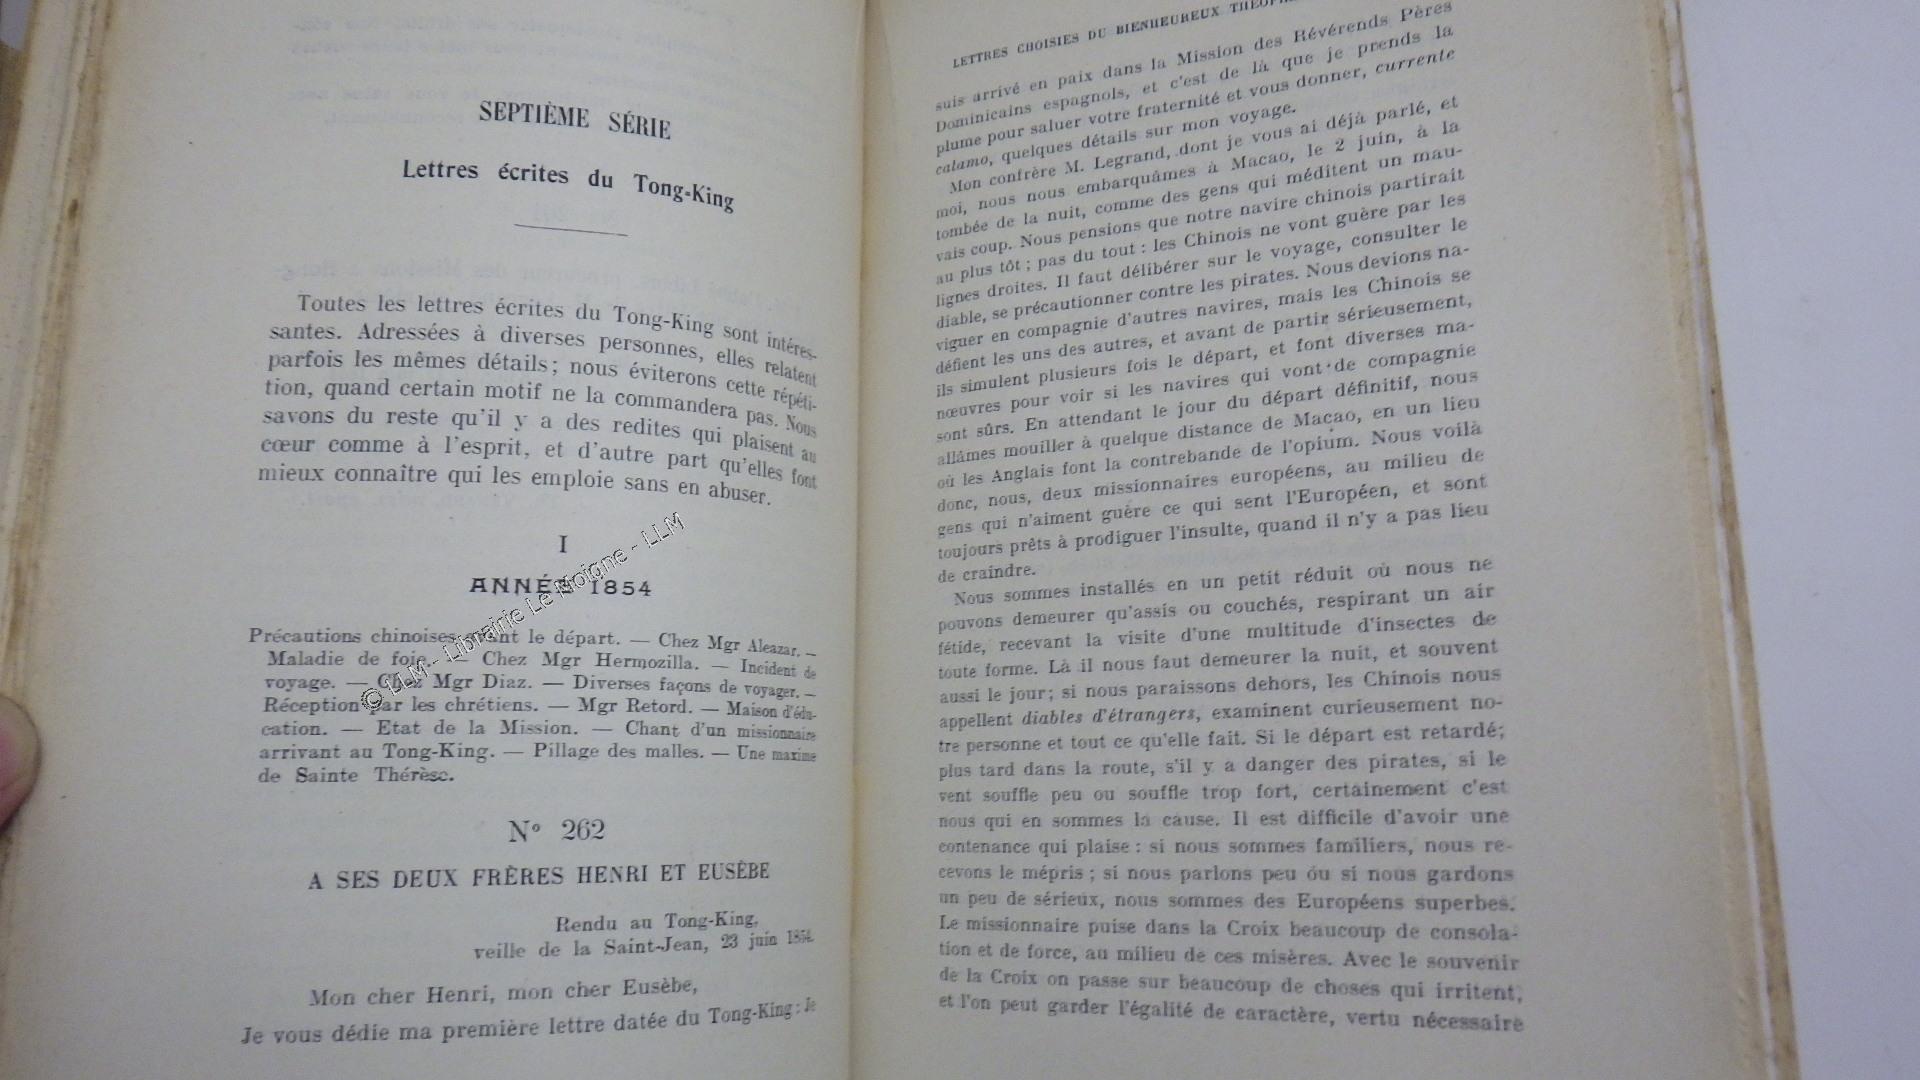 SEPTIÈME SÉRIE
Lettres écrites du Tong-King
Toutes les lettres écrites du Tong-King sont intéres-
santes. Adressées à diverses personnes, elles relatent
parfois les mêmes détails ; nous éviterons cette répéti-
tion, quand certain motif ne la commandera pas. Nous
savons du reste qu'il y a des redites qui plaisent au
cœur comme à l'esprit, et d'autre part qu'elles font
mieux connaître qui les emploie sans en abuser.
I
ANNÉE 1854
Précautions chinoises avant le départ. — Chez Mgr Aleazar. —
Maladie de foie. — Chez Mgr Hermozilla. — Incident de
voyage. — Chez Mgr Diaz. — Diverses façons de voyager. —
Réception par les chrétiens. — Mgr Retord. — Maison d'édu-
cation. — Etat de la Mission. — Chant d'un missionnaire
arrivant au Tong-King. — Pillage des malles. — Une maxime
de Sainte Thérèse.
© LLM - Librairie Le Moigne - LLM
N° 262
A SES DEUX FRÈRES HENRI ET EUSÈBE
Rendu au Tong-King,
veille de la Saint-Jean, 23 juin 1854.
Mon cher Henri, mon cher Eusèbe,
Je vous dédie ma première lettre datée du Tong-King : Je
LETTRES CHOISIES DU BIENHEUREUX
suis arrivé en paix dans la Mission des Révérends Pères
Dominicains espagnols, et c'est de là que je prends la
plume pour saluer votre fraternité et vous donner, currente
calamo, quelques détails sur mon voyage.
Mon confrère M. Legrand, dont je vous ai déjà parlé, et
moi, nous nous embarquâmes à Macao, le 2 juin, à la
tombée de la nuit, comme des gens qui méditent un mau-
vais coup. Nous pensions que notre navire chinois partirait
au plus tôt ; pas du tout : les Chinois ne vont guère par les
lignes droites. Il faut délibérer sur le voyage, consulter le
diable, se précautionner contre les pirates. Nous devions na-
viguer en compagnie d'autres navires, mais les Chinois se
défient les uns des autres, et avant de partir sérieusement,
ils simulent plusieurs fois le départ, et font diverses ma-
nœuvres pour voir si les navires qui vont de compagnie
sont sûrs. En attendant le jour du départ définitif, nous
allâmes mouiller à quelque distance de Macao, en un lieu
où les Anglais font la contrebande de l'opium. Nous voilà
donc, nous, deux missionnaires européens, au milieu de
gens qui n'aiment guère ce qui sent l'Européen, et sont
toujours prêts à prodiguer l'insulte, quand il n'y a pas lieu
de craindre.
Nous sommes installés en un petit réduit où nous ne
pouvons demeurer qu'assis ou couchés, respirant un air
fétide, recevant la visite d'une multitude d'insectes de
toute forme. Là il nous faut demeurer la nuit, et souvent
aussi le jour ; si nous paraissons dehors, les Chinois nous
appellent diables d'étrangers, examinent curieusement no-
tre personne et tout ce qu'elle fait. Si le départ est retardé ;
plus tard dans la route, s'il y a danger des pirates, si le
vent souffle peu ou souffle trop fort, certainement c'est
nous qui en sommes la cause. Il est difficile d'avoir une
contenance qui plaise : si nous sommes familiers, nous re-
cevons le mépris ; si nous parlons peu ou si nous gardons
un peu de sérieux, nous sommes des Européens superbes.
Le missionnaire puise dans la Croix beaucoup de consola-
tion et de force, au milieu de ces misères. Avec le souvenir
de la Croix on passe sur beaucoup de choses qui irritent,
et l'on peut garder l'égalité de caractère, vertu nécessaire